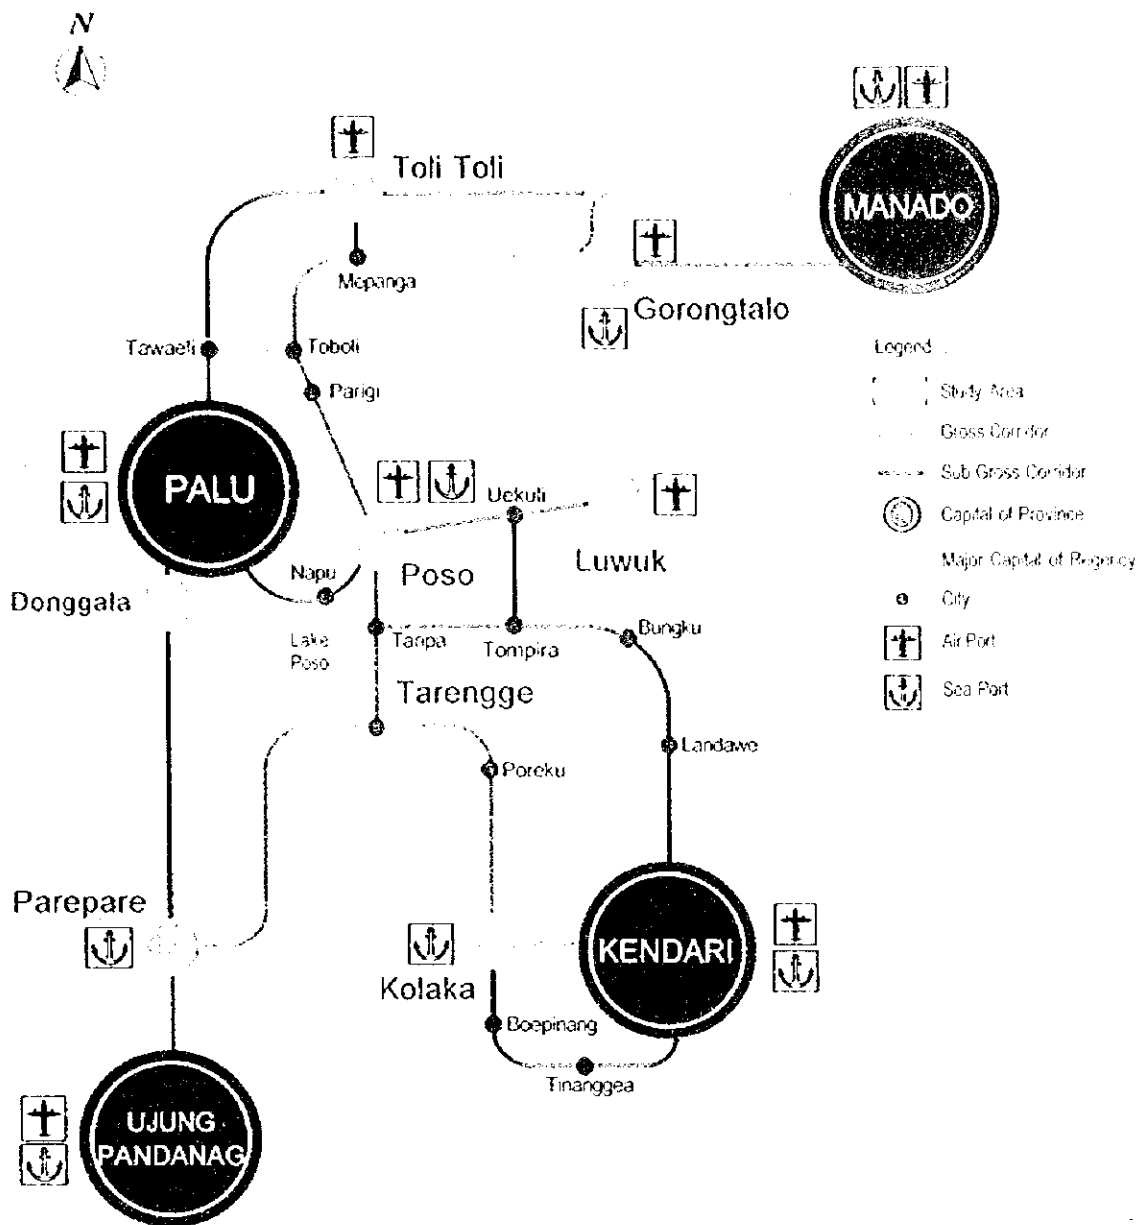 N
Toli Toli
MANADO
Mepanga
Gorongtalo
Tawaeli
Toboli
Parigi
Legend
Study Area
Gross Corridor
Sub Gross Corridor
Capital of Province
Major Capital of Regency
City
Air Port
Sea Port
PALU
Uekuli
Luwuk
Napu
Poso
Donggala
Lake
Poso
Tanpa
Tompira
Bungku
Tarengge
Landawe
Poreku
Parepare
KENDARI
Kolaka
Boepinang
Tinanggea
UJUNG
PANDANAG